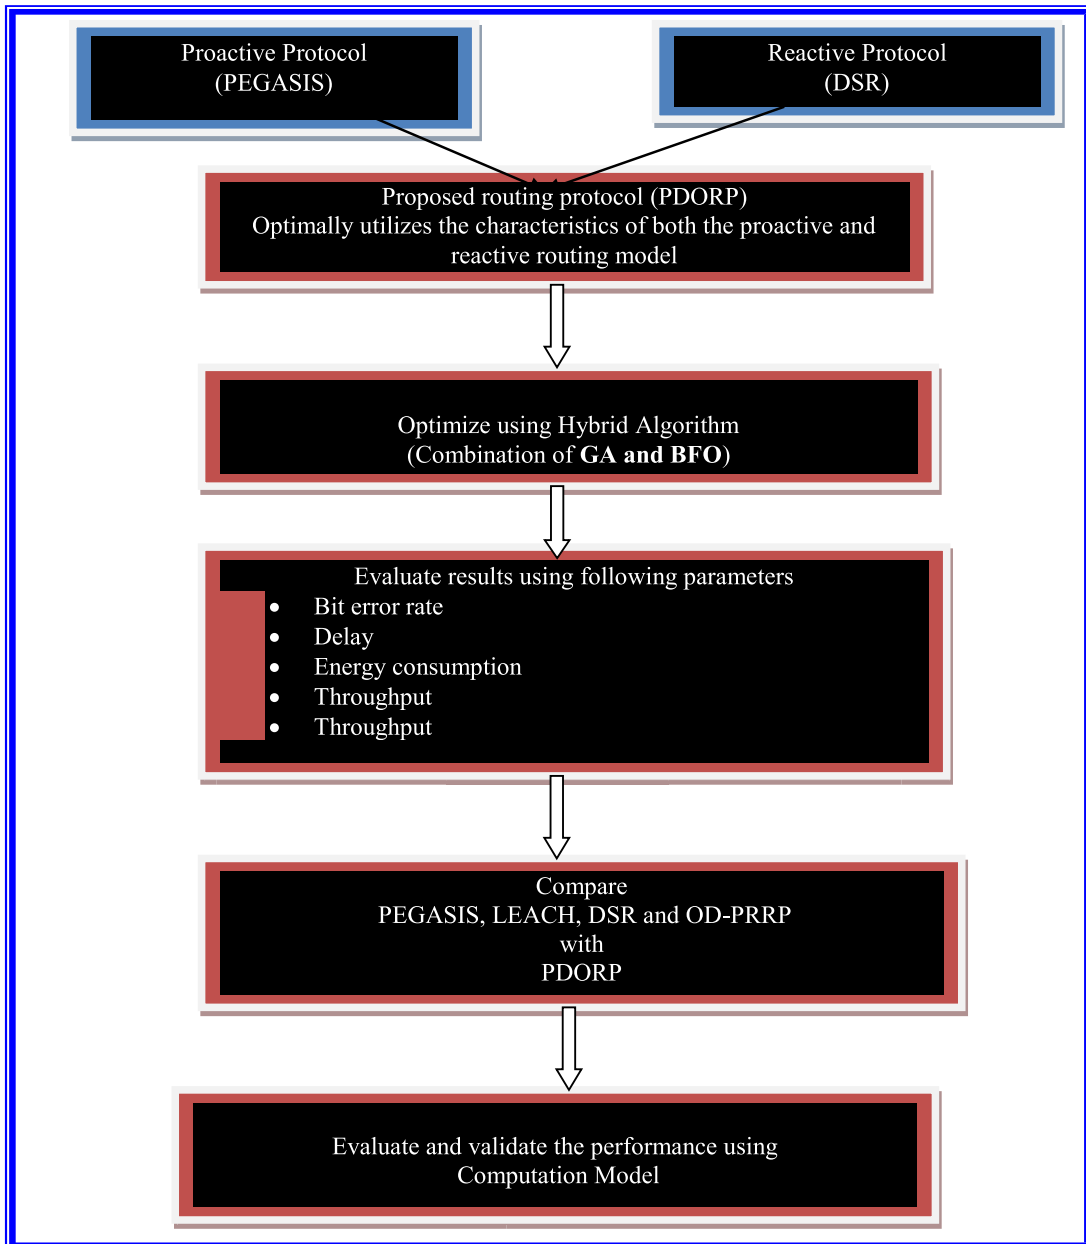 Proactive Protocol
(PEGASIS)
Reactive Protocol
(DSR)
Proposed routing protocol (PDORP)
Optimally utilizes the characteristics of both the proactive and
reactive routing model
Optimize using Hybrid Algorithm
(Combination of GA and BFO)
Evaluate results using following parameters
• Bit error rate
• Delay
• Energy consumption
• Throughput
• Throughput
Compare
PEGASIS, LEACH, DSR and OD-PRRP
with
PDORP
Evaluate and validate the performance using
Computation Model